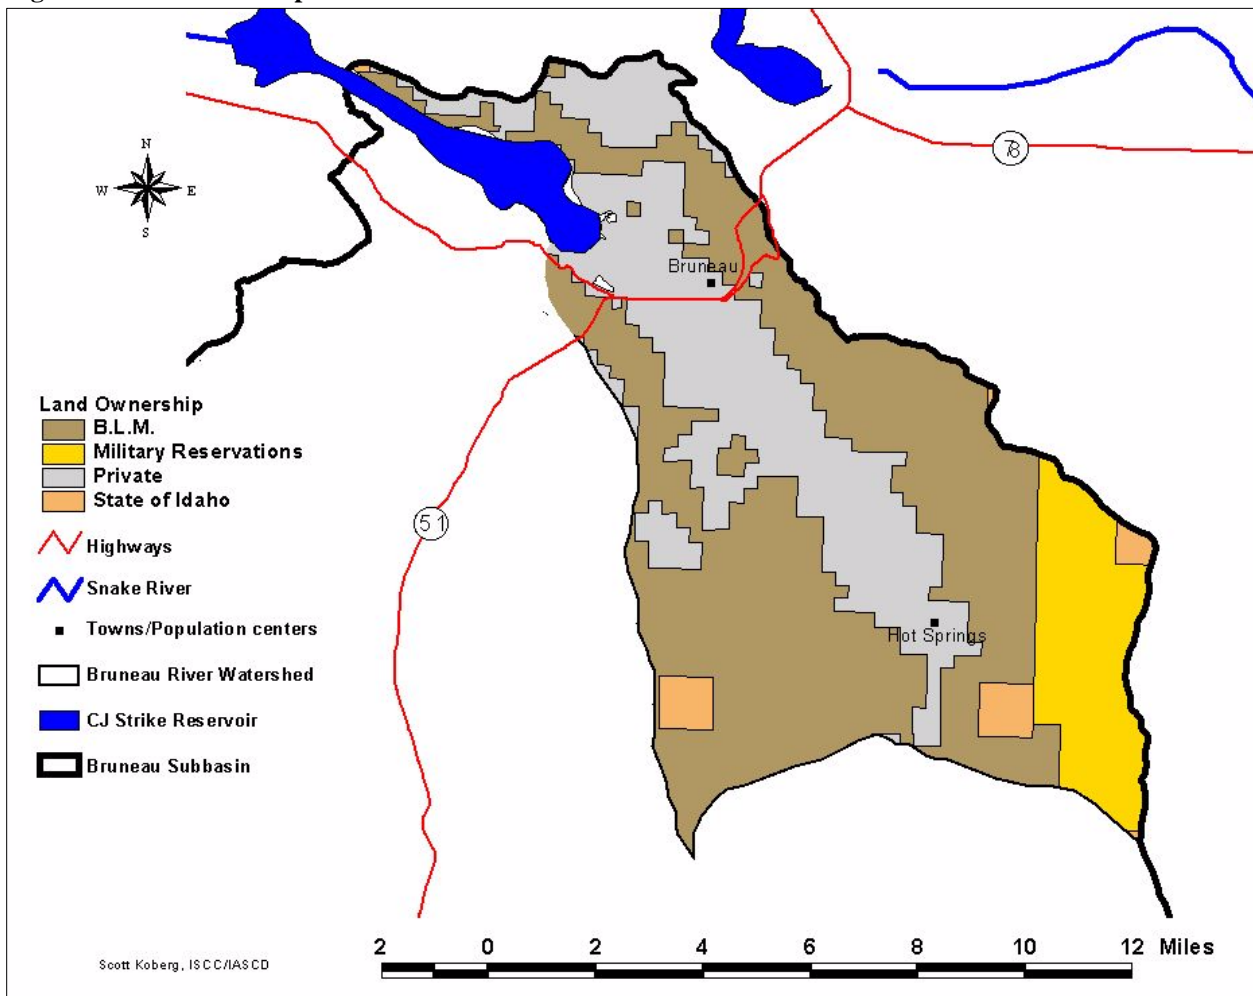 78
N
W E
S
Bruneau
Land Ownership
B.L.M.
Military Reservations
Private
State of Idaho
51
Highways
Snake River
Towns/Population centers
Hot Springs
Bruneau River Watershed
CJ Strike Reservoir
Bruneau Subbasin
2 0 2 4 6 8 10 12 Miles
Scott Koberg, ISCC/IASCD